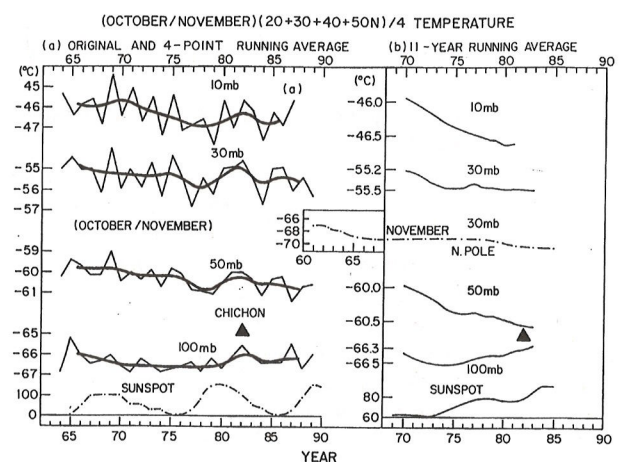 (OCTOBER/NOVEMBER)(20+30+40+50N)/4 TEMPERATURE
(a) ORIGINAL AND 4-POINT RUNNING AVERAGE
(b) 11-YEAR RUNNING AVERAGE
65 70 75 80 85 90
70 75 80 85 90
(°C)
45
-46
-47
10mb
(a)
-55
-56
-57
30mb
(OCTOBER/NOVEMBER)
-59
-60
-61
50mb
CHICHON
-65
-66
-67
100mb
SUNSPOT
100
0
65 70 75 80 85 90
YEAR
-66
-68
-70
60 65
(°C)
-46.0
-46.5
10mb
-55.2
-55.5
30mb
NOVEMBER
30mb
N.POLE
-60.0
-60.5
50mb
-66.3
-66.5
100mb
SUNSPOT
80
60
70 75 80 85 90